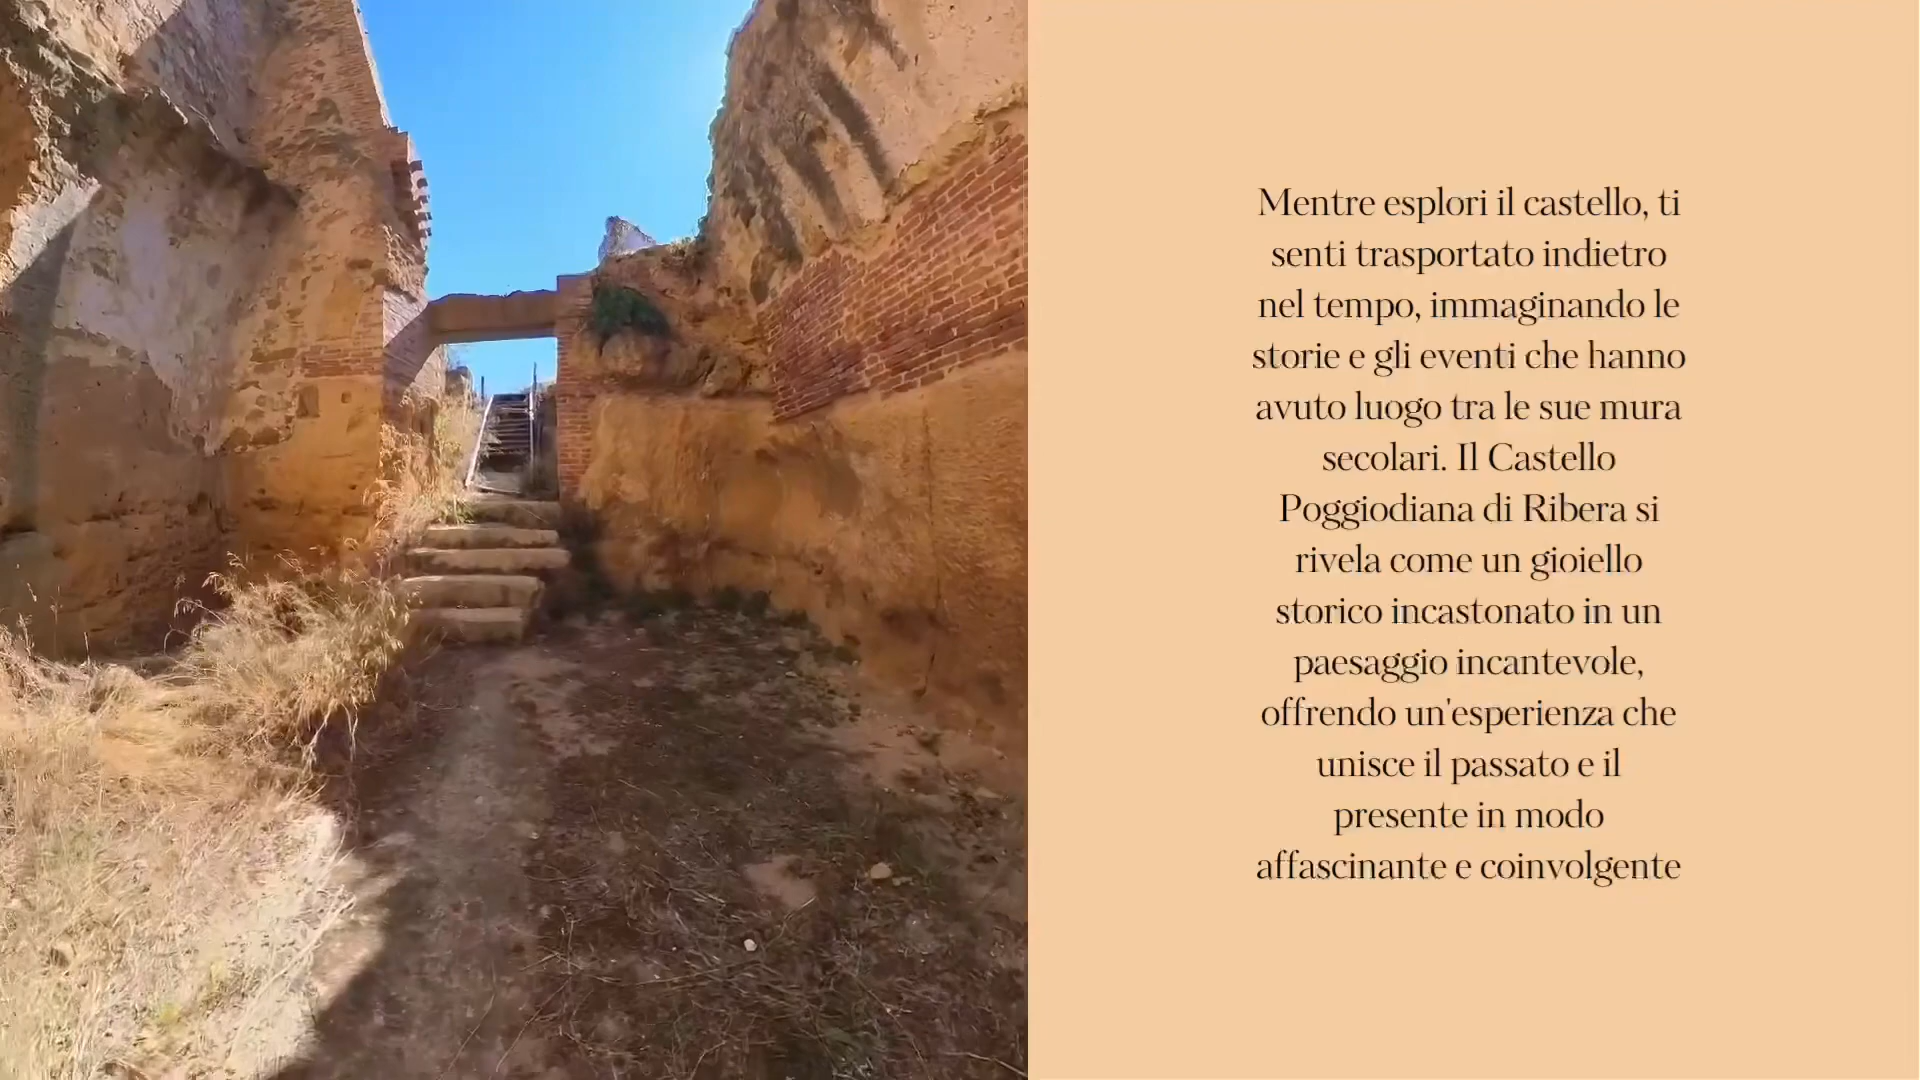 Mentre esplori il castello, ti
senti trasportato indietro
nel tempo, immaginando le
storie e gli eventi che hanno
avuto luogo tra le sue mura
secolari. Il Castello
Poggiodiana di Ribera si
rivela come un gioiello
storico incastonato in un
paesaggio incantevole,
offrendo un'esperienza che
unisce il passato e il
presente in modo
affascinante e coinvolgente